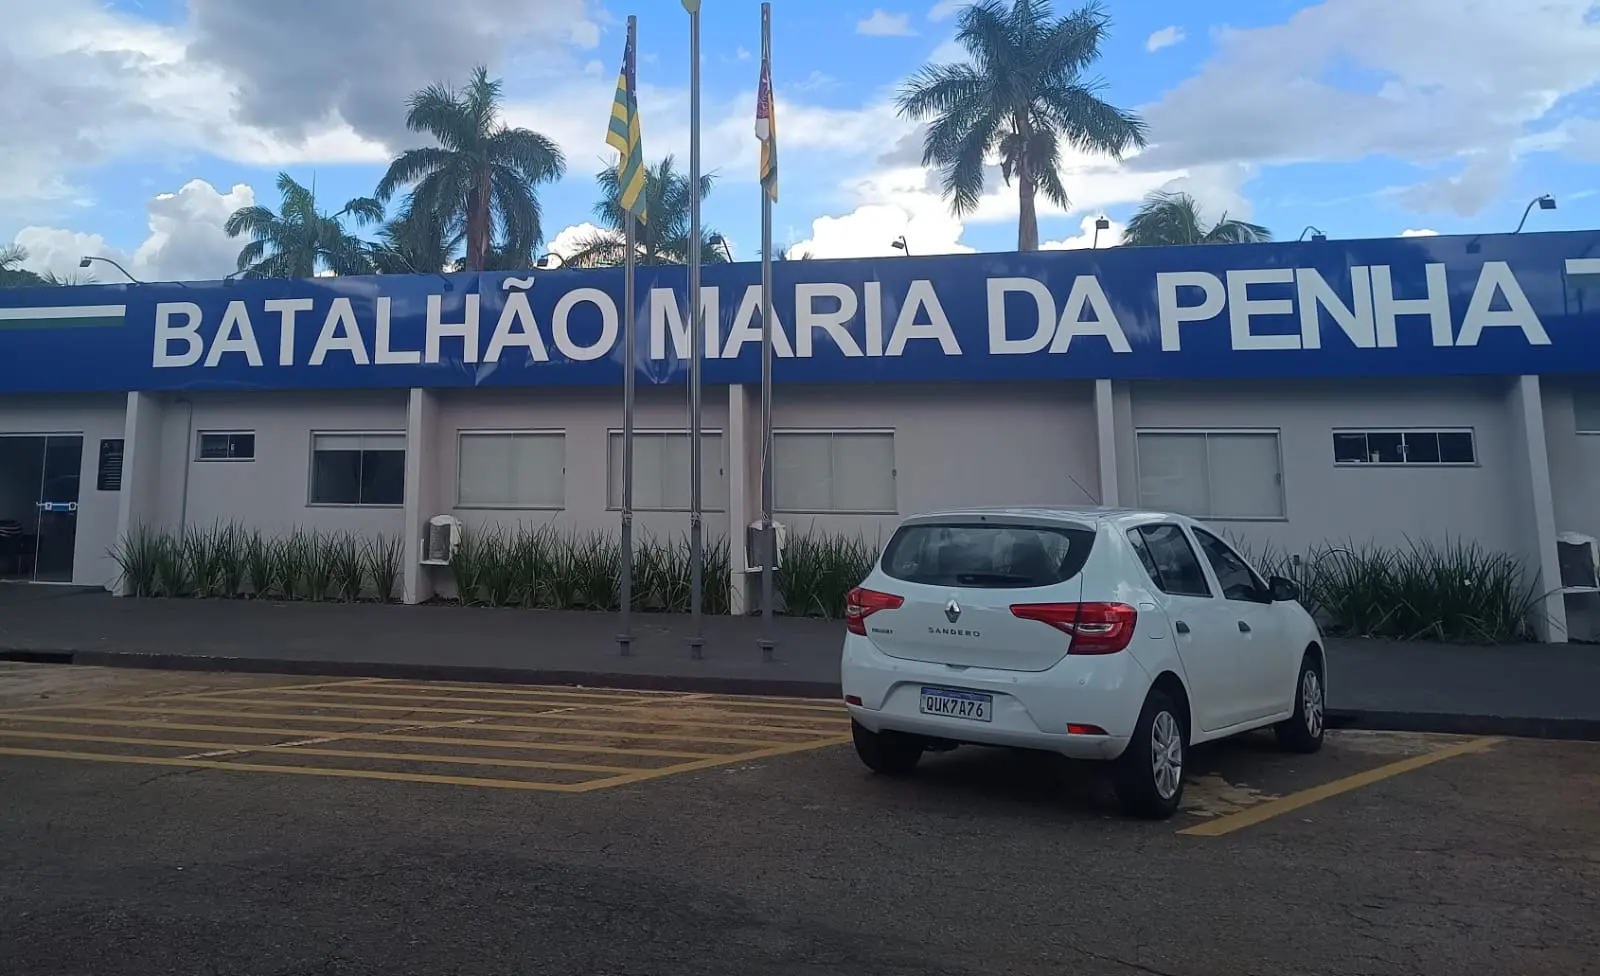 BATALHÃO MARIA DA PENHA
SANDERO
QUK7A76